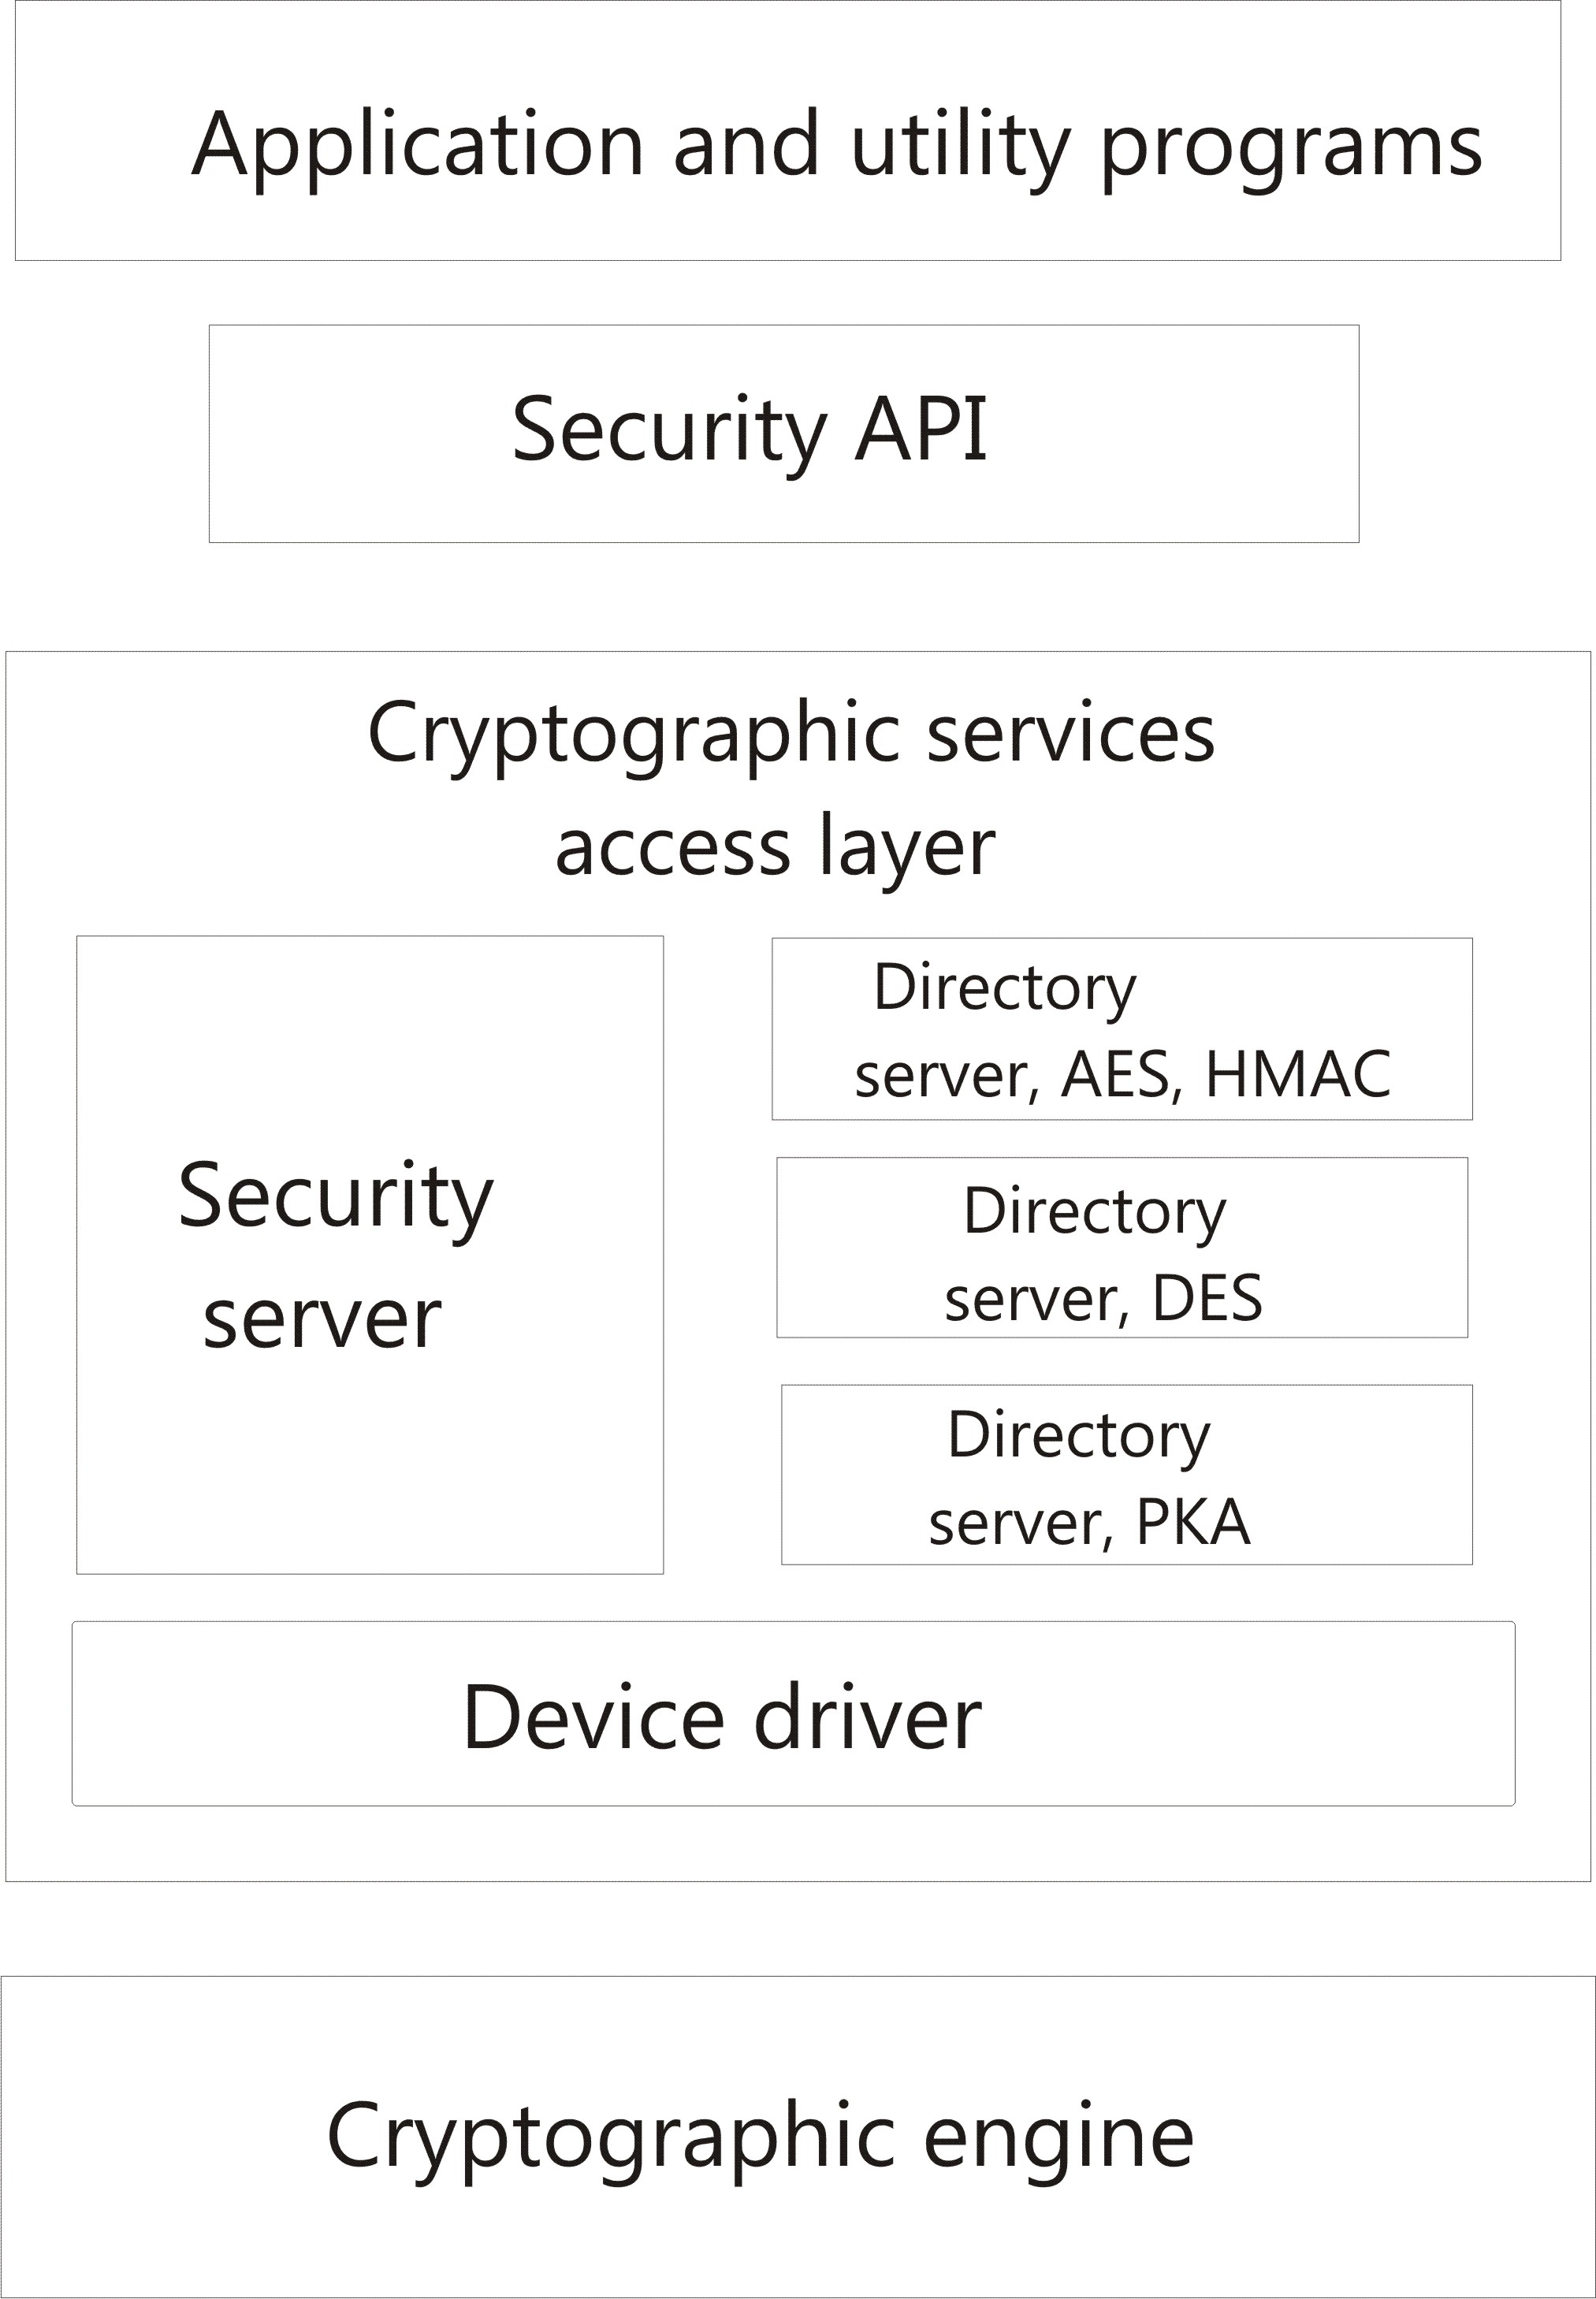 Application and utility programs
Security API
Cryptographic services
access layer
Security
server
Directory
server, AES, HMAC
Directory
server, DES
Directory
server, PKA
Device driver
Cryptographic engine